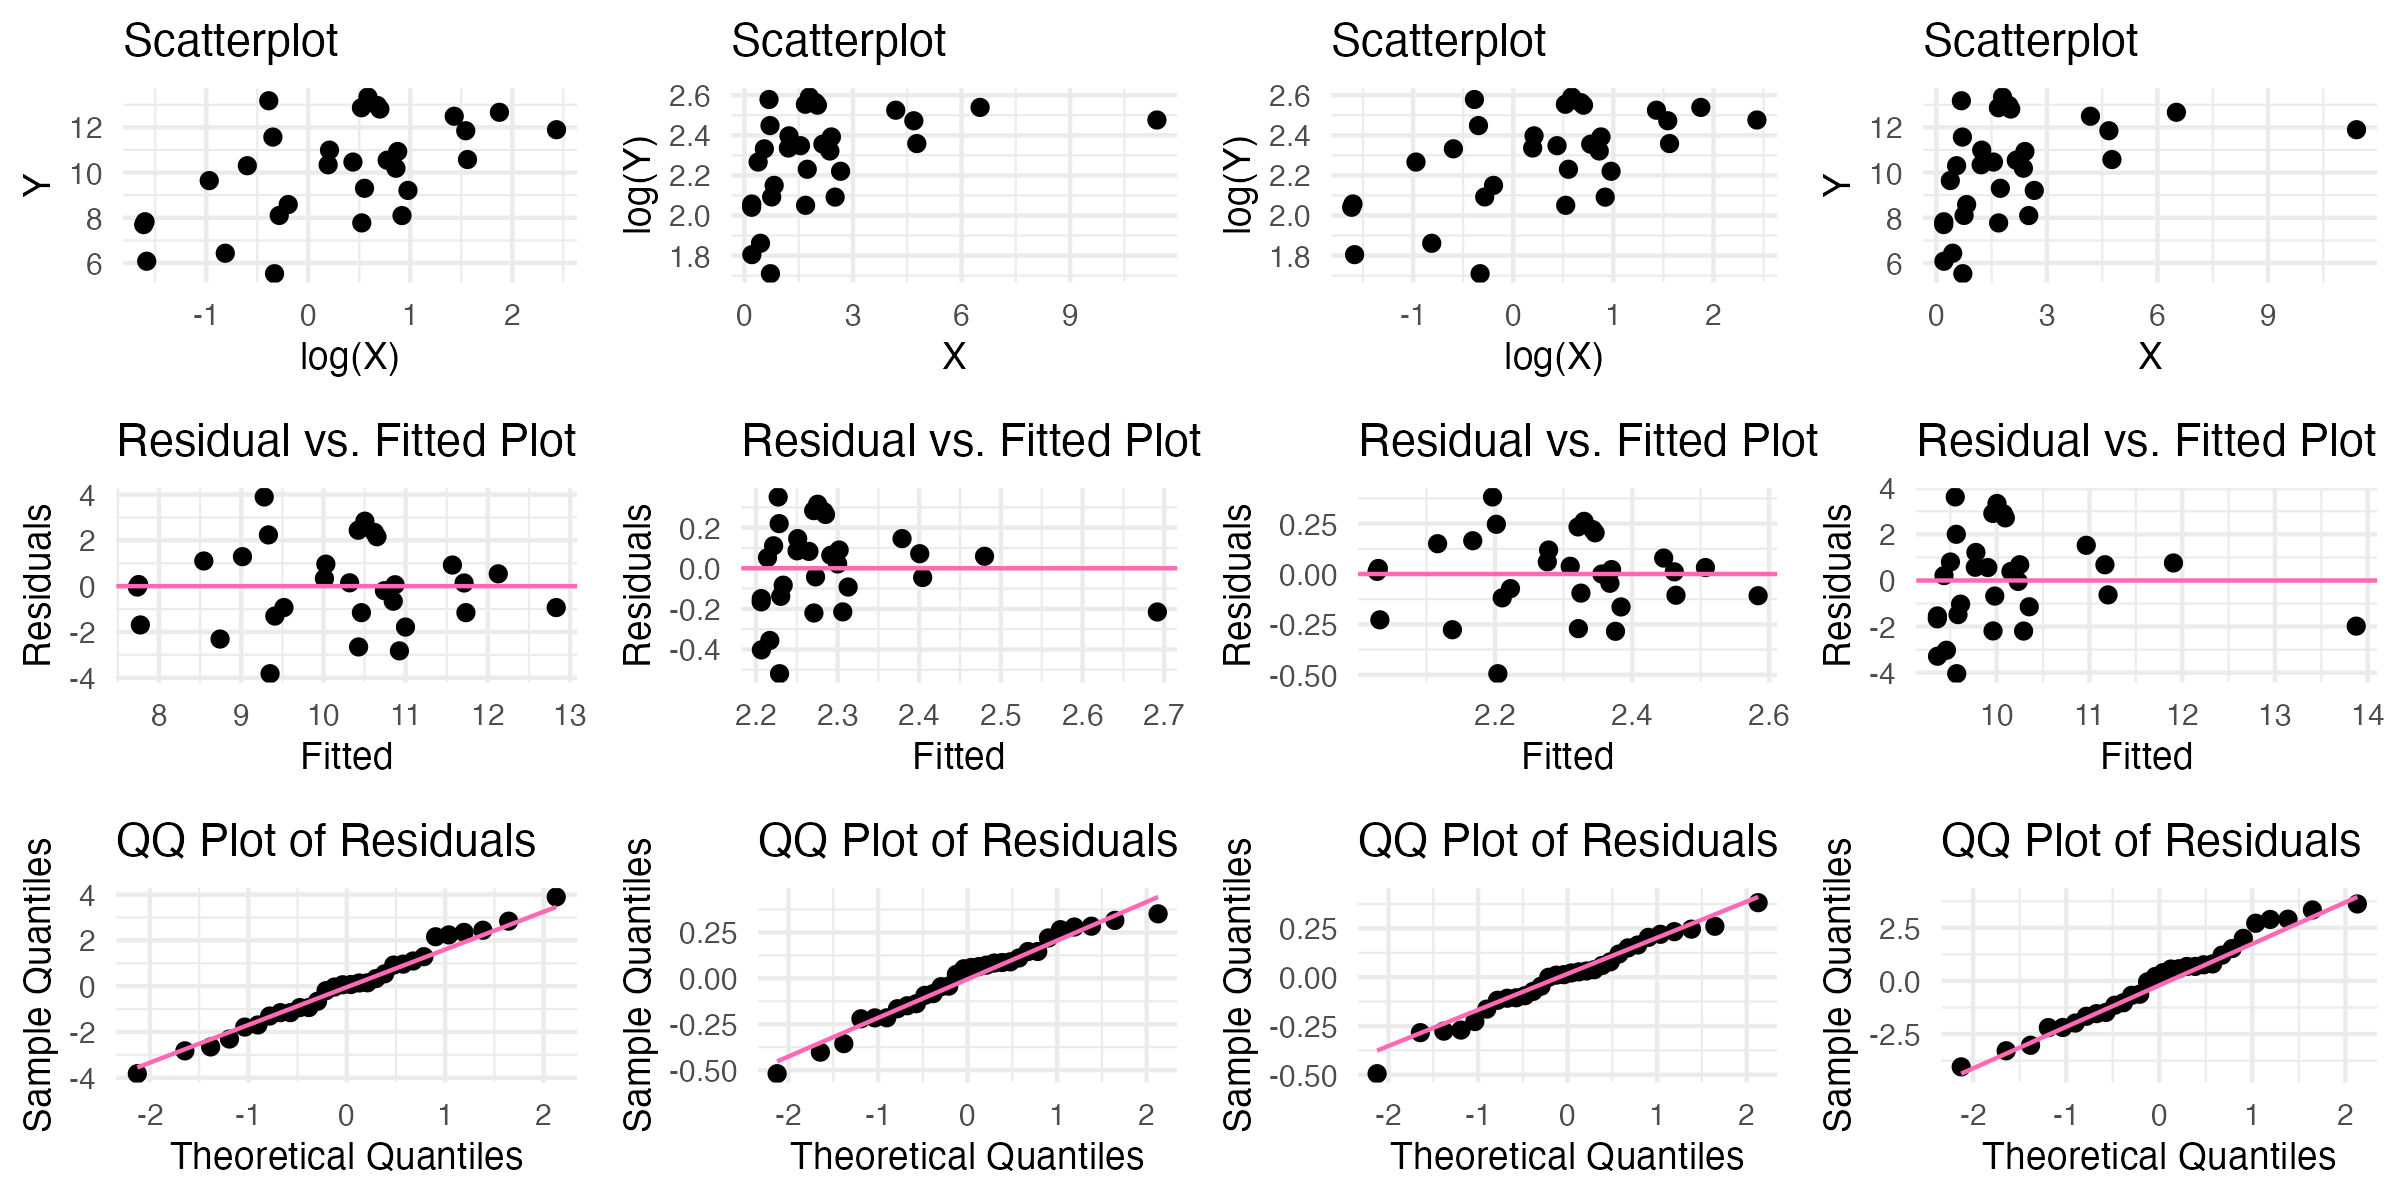 Scatterplot
Y
12
10
8
6
-1 0 1 2
log(X)
Scatterplot
log(Y)
2.6
2.4
2.2
2.0
1.8
0 3 6 9
X
Scatterplot
log(Y)
2.6
2.4
2.2
2.0
1.8
-1 0 1 2
log(X)
Scatterplot
Y
12
10
8
6
0 3 6 9
X
Residual vs. Fitted Plot
Residuals
4
2
0
-2
-4
8 9 10 11 12 13
Fitted
Residual vs. Fitted Plot
Residuals
0.2
0.0
-0.2
-0.4
2.2 2.3 2.4 2.5 2.6 2.7
Fitted
Residual vs. Fitted Plot
Residuals
0.25
0.00
-0.25
-0.50
2.2 2.4 2.6
Fitted
Residual vs. Fitted Plot
Residuals
4
2
0
-2
-4
10 11 12 13 14
Fitted
QQ Plot of Residuals
Sample Quantiles
4
2
0
-2
-4
-2 -1 0 1 2
Theoretical Quantiles
QQ Plot of Residuals
Sample Quantiles
0.25
0.00
-0.25
-0.50
-2 -1 0 1 2
Theoretical Quantiles
QQ Plot of Residuals
Sample Quantiles
0.25
0.00
-0.25
-0.50
-2 -1 0 1 2
Theoretical Quantiles
QQ Plot of Residuals
Sample Quantiles
2.5
0.0
-2.5
-2 -1 0 1 2
Theoretical Quantiles